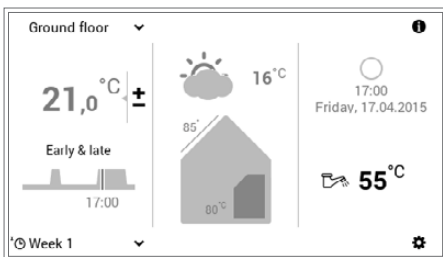 Ground floor
21,0°C ±
Early & late
17:00
Week 1
16°C
85°
00°C
17:00
Friday, 17.04.2015
55°C